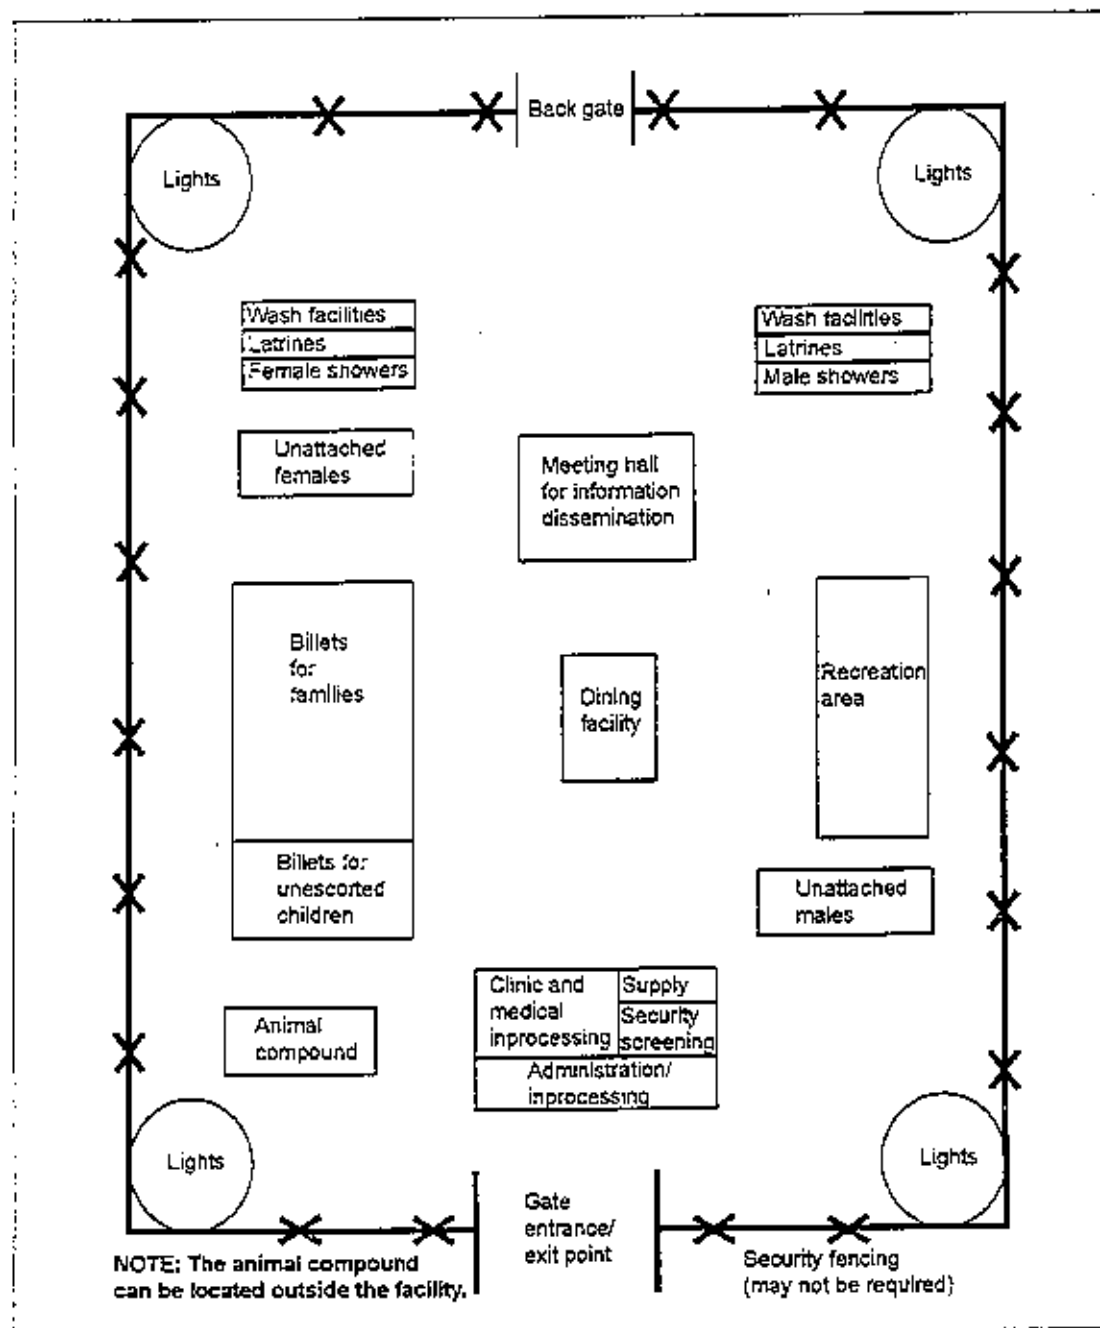 Back gate
Lights
Lights
Wash facilities
Latrines
Female showers
Wash facilities
Latrines
Male showers
Unattached
females
Meeting hall
for information
dissemination
Billets
for
families
Dining
facility
Recreation
area
Billets for
unescorted
children
Unattached
males
Clinic and
medical
inprocessing
Supply
Security
screening
Administration/
inprocessing
Animal
compound
Lights
Lights
Gate
entrance/
exit point
NOTE: The animal compound
can be located outside the facility.
Security fencing
(may not be required)